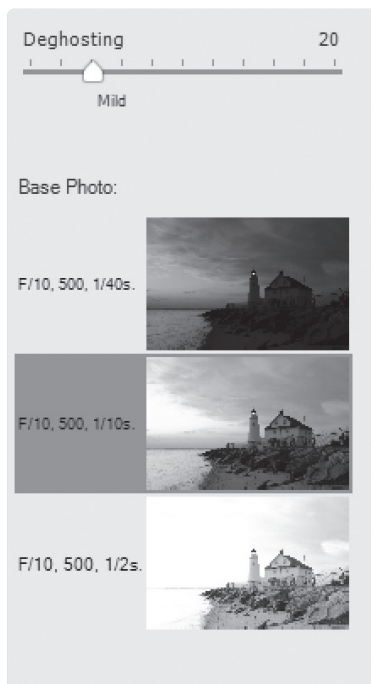 Deghosting 20
Mild
Base Photo:
F/10, 500, 1/40s.
F/10, 500, 1/10s.
F/10, 500, 1/2s.